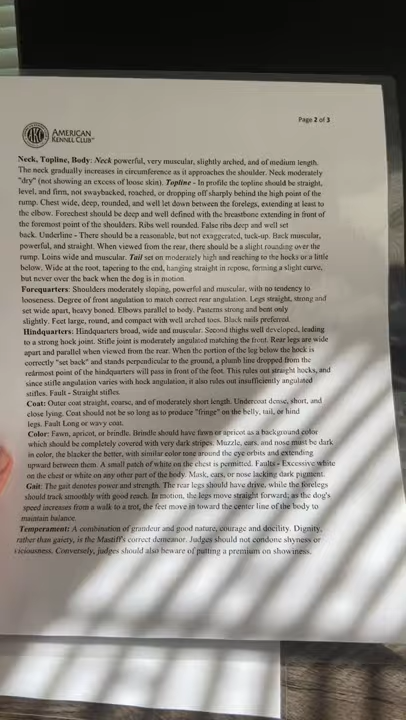 Page 2 of 3
AMERICAN
KENNEL CLUB
Neck, Topline, Body: Neck powerful, very muscular, slightly arched, and of medium length.
The neck gradually increases in circumference as it approaches the shoulder. Neck moderately
"dry" (not showing an excess of loose skin). Topline - In profile the topline should be straight,
level, and firm, not swaybacked, roached, or dropping off sharply behind the high point of the
rump. Chest wide, deep, rounded, and well let down between the forelegs, extending at least to
the elbow. Forechest should be deep and well defined with the breastbone extending in front of
the foremost point of the shoulders. Ribs well rounded. False ribs deep and well set
back. Underline - There should be a reasonable, but not exaggerated, tuck-up. Back muscular,
powerful, and straight. When viewed from the rear, there should be a slight rounding over the
rump. Loins wide and muscular. Tail set on moderately high and reaching to the hocks or a little
below. Wide at the root, tapering to the end, hanging straight in repose, forming a slight curve,
but never over the back when the dog is in motion.
Forequarters: Shoulders moderately sloping, powerful and muscular, with no tendency to
looseness. Degree of front angulation to match correct rear angulation. Legs straight, strong and
set wide apart, heavy boned. Elbows parallel to body. Pasterns strong and bent only
slightly. Feet large, round, and compact with well arched toes. Black nails preferred.
Hindquarters: Hindquarters broad, wide and muscular. Second thighs well developed, leading
to a strong hock joint. Stifle joint is moderately angulated matching the front. Rear legs are wide
apart and parallel when viewed from the rear. When the portion of the leg below the hock is
correctly "set back" and stands perpendicular to the ground, a plumb line dropped from the
rearmost point of the hindquarters will pass in front of the foot. This rules out straight hocks, and
since stifle angulation varies with hock angulation, it also rules out insufficiently angulated
stifles. Fault - Straight stifles.
Coat: Outer coat straight, coarse, and of moderately short length. Undercoat dense, short, and
close lying. Coat should not be so long as to produce "fringe" on the belly, tail, or hind
legs. Fault Long or wavy coat.
Color: Fawn, apricot, or brindle. Brindle should have fawn or apricot as a background color
which should be completely covered with very dark stripes. Muzzle, ears, and nose must be dark
in color, the blacker the better, with similar color tone around the eye orbits and extending
upward between them. A small patch of white on the chest is permitted. Faults - Excessive white
on the chest or white on any other part of the body. Mask, ears, or nose lacking dark pigment.
Gait: The gait denotes power and strength. The rear legs should have drive, while the forelegs
should track smoothly with good reach. In motion, the legs move straight forward; as the dog's
speed increases from a walk to a trot, the feet move in toward the center line of the body to
maintain balance.
Temperament: A combination of grandeur and good nature, courage and docility. Dignity,
rather than gaiety, is the Mastiff's correct demeanor. Judges should not condone shyness or
viciousness. Conversely, judges should also beware of putting a premium on showiness.